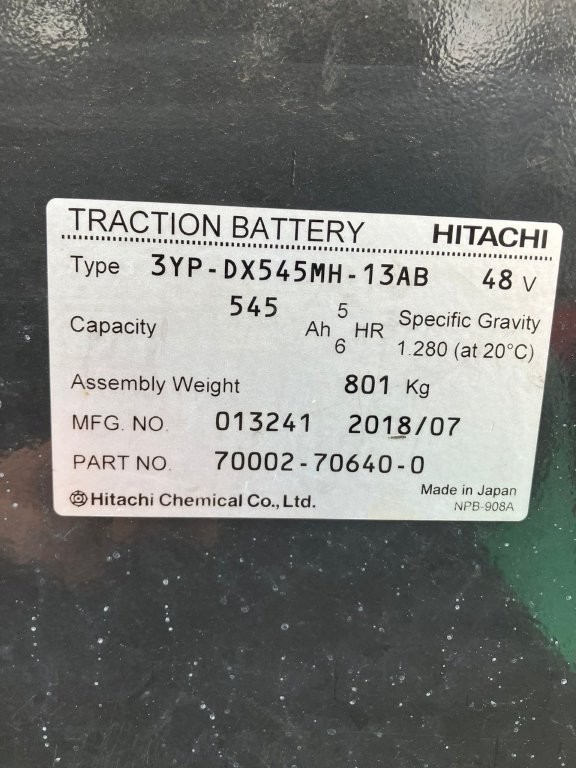 TRACTION BATTERY HITACHI
Type 3YP-DX545MH-13AB 48 V
Capacity 545 Ah 5 HR Specific Gravity
6 1.280 (at 20°C)
Assembly Weight 801 Kg
MFG. NO. 013241 2018/07
PART NO. 70002-70640-0
Hitachi Chemical Co., Ltd. Made in Japan
NPB-908A